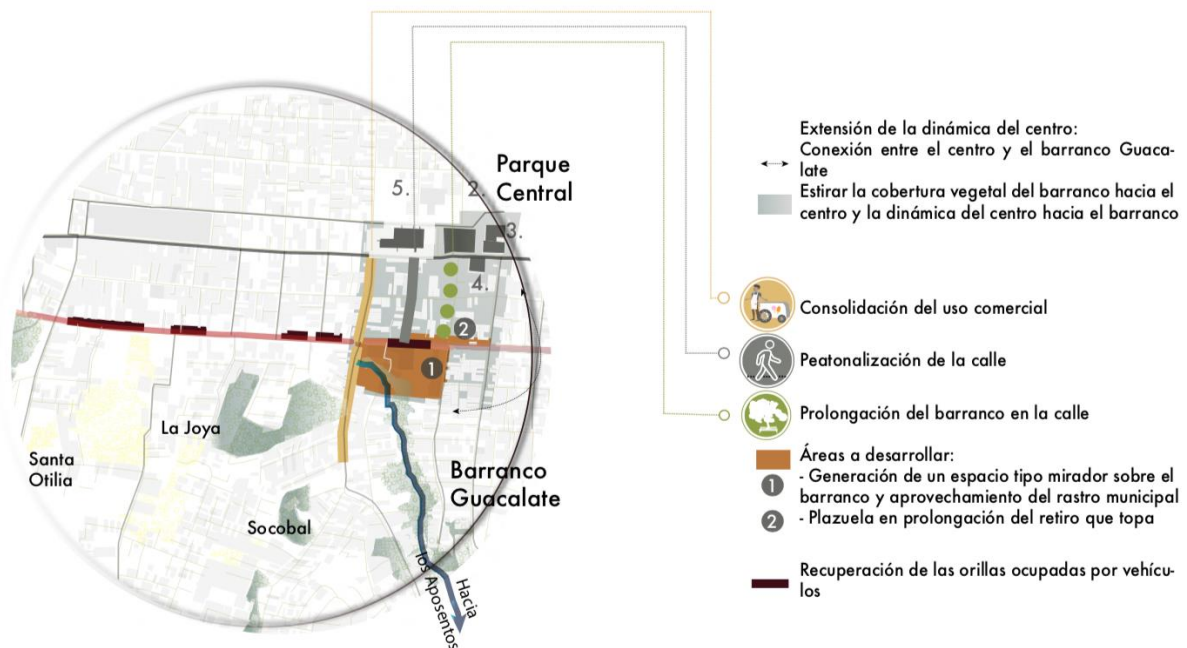 Parque
Central
5.
2.
3.
4.
2
1
La Joya
Santa
Otilia
Socobal
Barranco
Guacalate
Hacia
los Aposentos
Extensión de la dinámica del centro:
Conexión entre el centro y el barranco Guaca-
late
Estirar la cobertura vegetal del barranco hacia el
centro y la dinámica del centro hacia el barranco
Consolidación del uso comercial
Peatonalización de la calle
Prolongación del barranco en la calle
Áreas a desarrollar:
1 - Generación de un espacio tipo mirador sobre el
barranco y aprovechamiento del rastro municipal
2 - Plazuela en prolongación del retiro que topa
Recuperación de las orillas ocupadas por vehícu-
los